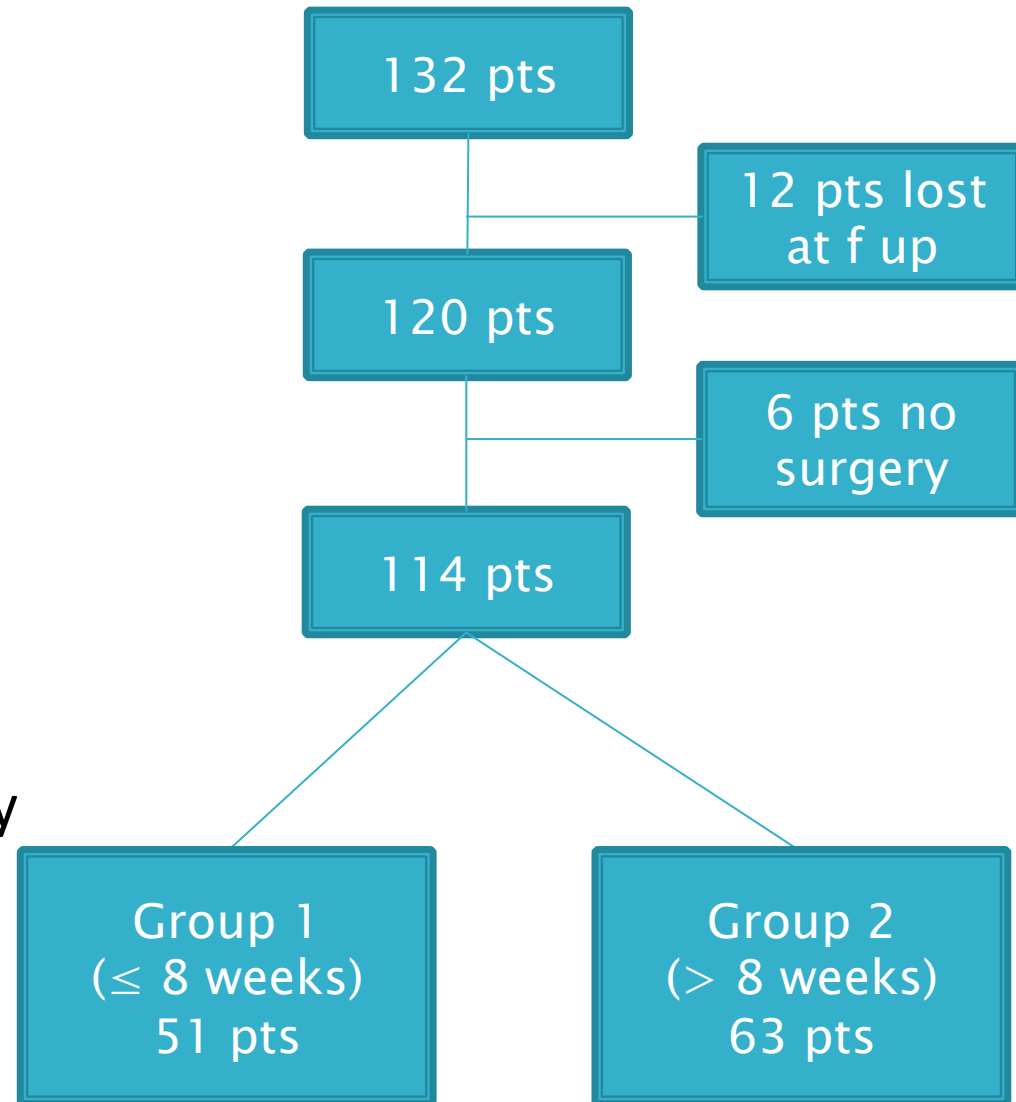 132 pts
12 pts lost
at f up
120 pts
6 pts no
surgery
114 pts
y
Group 1
(≤ 8 weeks)
51 pts
Group 2
(> 8 weeks)
63 pts